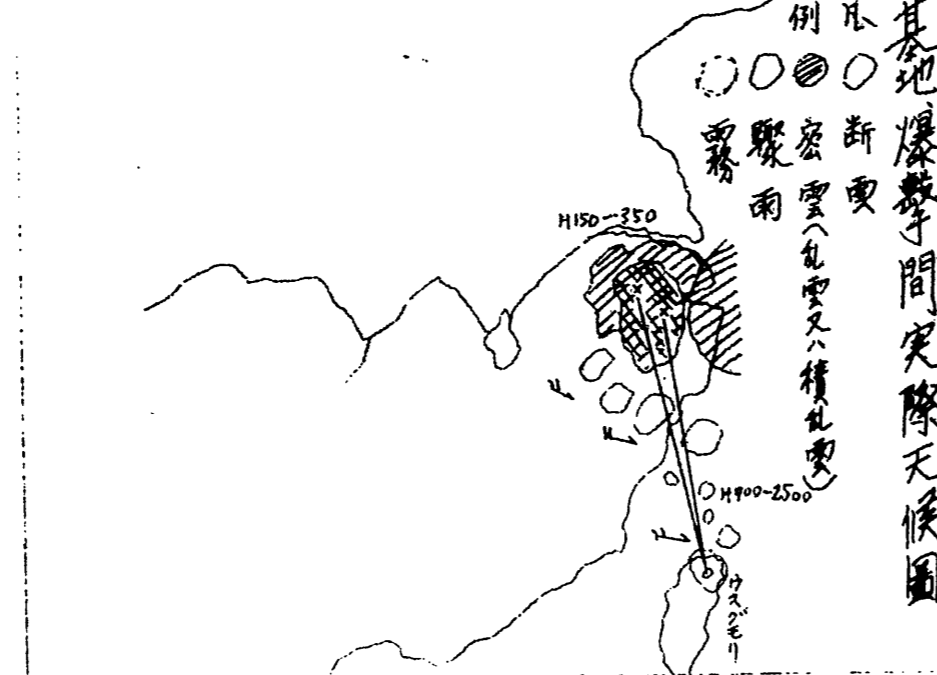 基地爆撃間実際天候圖
凡例
断雲
密雲(乱雲又ハ積乱雲)
驟雨
霧
H150-350
H900-2500
ウスグモリ